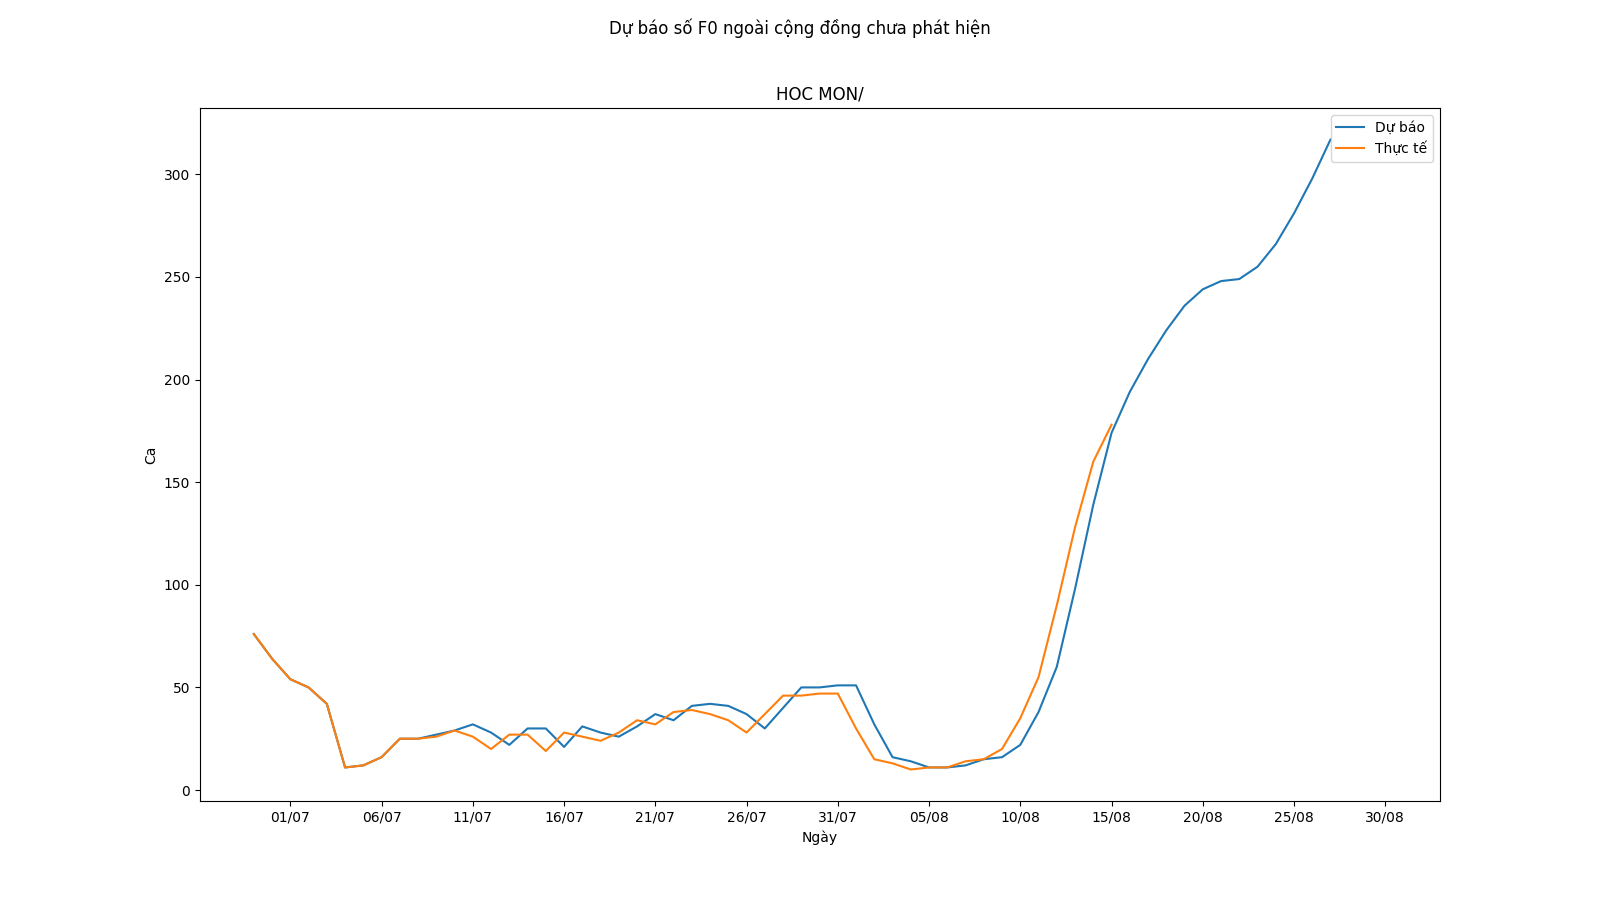 Dự báo số F0 ngoài cộng đồng chưa phát hiện
HOC MON/
Dự báo
Thực tế
300
250
200
150
100
50
0
Ca
01/07 06/07 11/07 16/07 21/07 26/07 31/07 05/08 10/08 15/08 20/08 25/08 30/08
Ngày